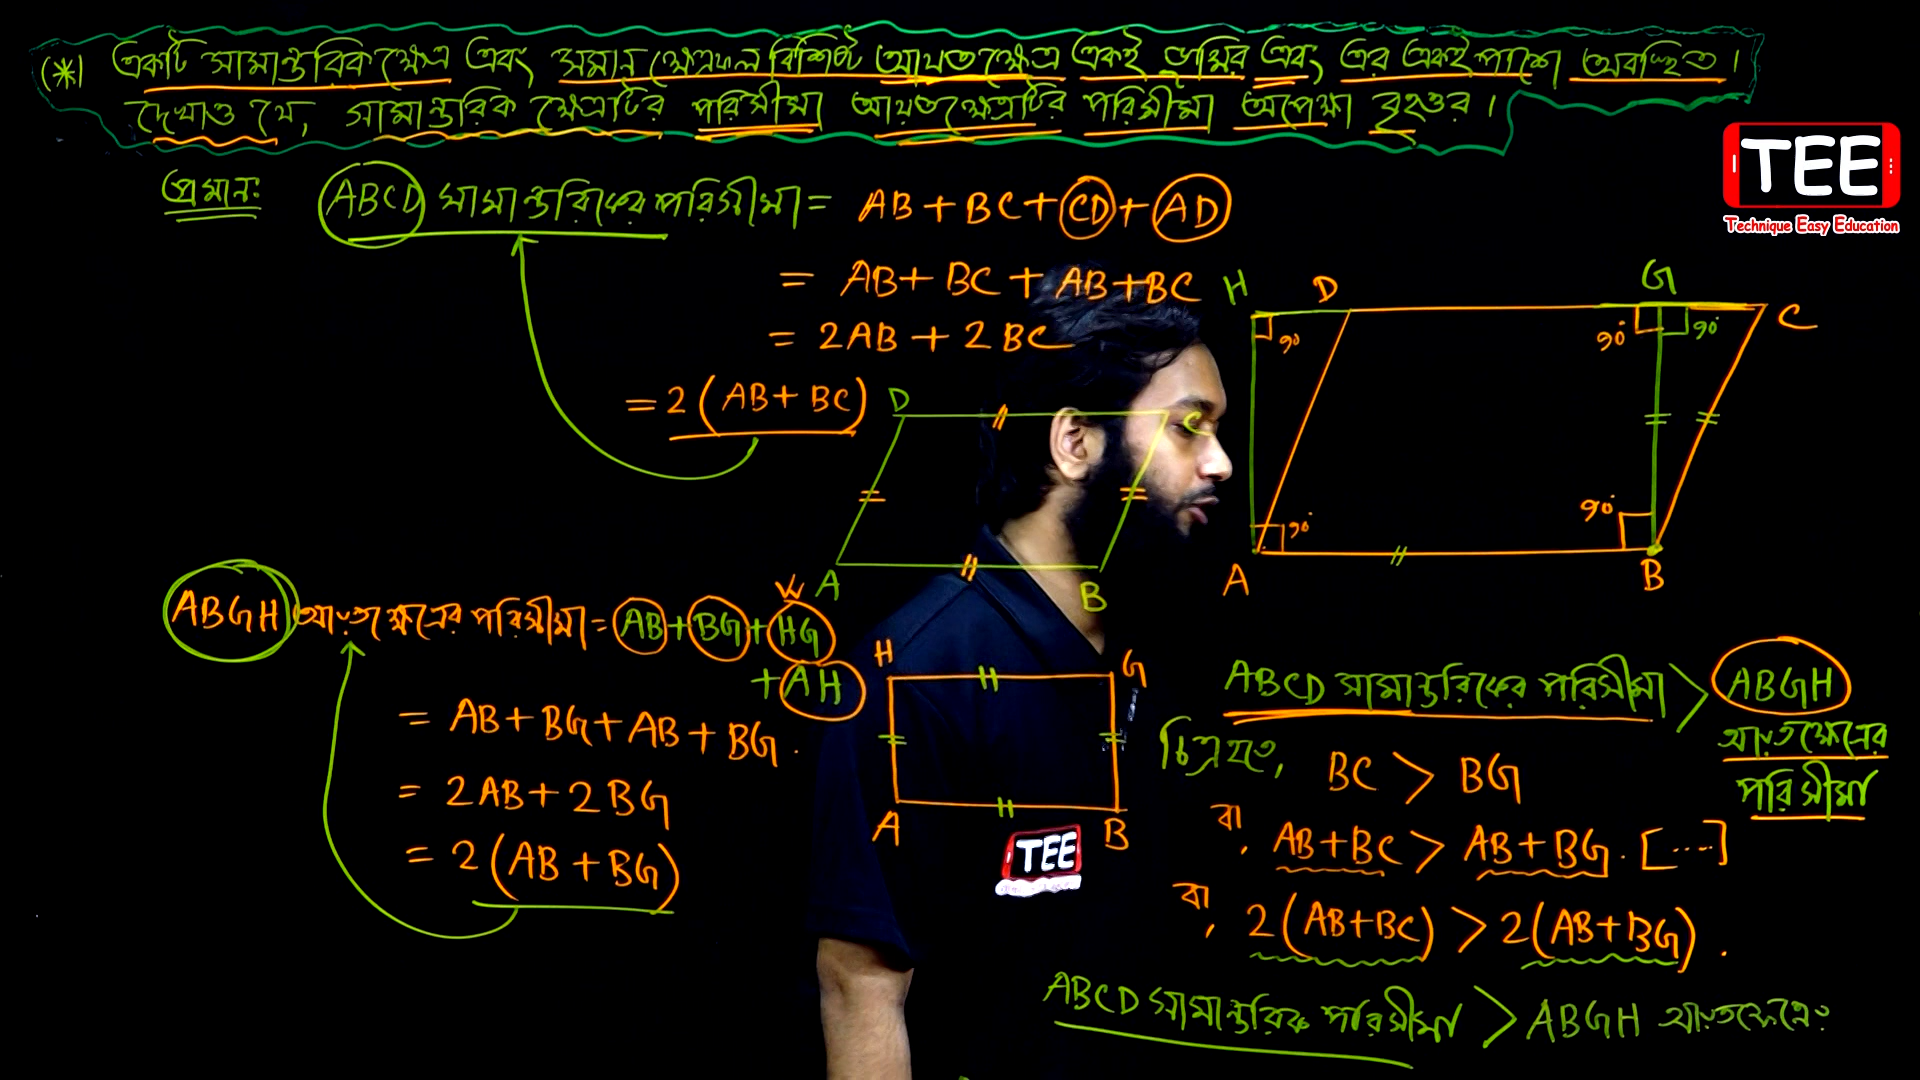 (*) একটি সামান্তরিক ক্ষেত্র এবং সমান ক্ষেত্রফল বিশিষ্ট আয়তক্ষেত্র একই ভূমির এবং এর একই পাশে অবস্থিত।
দেখাও যে, সামান্তরিক ক্ষেত্রটির পরিসীমা আয়তক্ষেত্রটির পরিসীমা অপেক্ষা বৃহত্তর।
TEE
Technique Easy Education
প্রমান:
ABCD সামান্তরিকের পরিসীমা = AB + BC + CD + AD
= AB + BC + AB + BC
= 2AB + 2BC
= 2(AB + BC)
D C
A B
H D G C
90° 90° 90°
90° 90°
A B
ABGH আয়তক্ষেত্রের পরিসীমা = AB + BG + HG
+ AH
= AB + BG + AB + BG.
= 2AB + 2BG
= 2(AB + BG)
H G
A B
TEE
ABCD সামান্তরিকের পরিসীমা > ABGH
আয়তক্ষেত্রের
পরিসীমা
চিত্রহতে, BC > BG
বা, AB + BC > AB + BG. [....]
বা, 2(AB + BC) > 2(AB + BG).
ABCD সামান্তরিক পরিসীমা > ABGH আয়তক্ষেত্রের